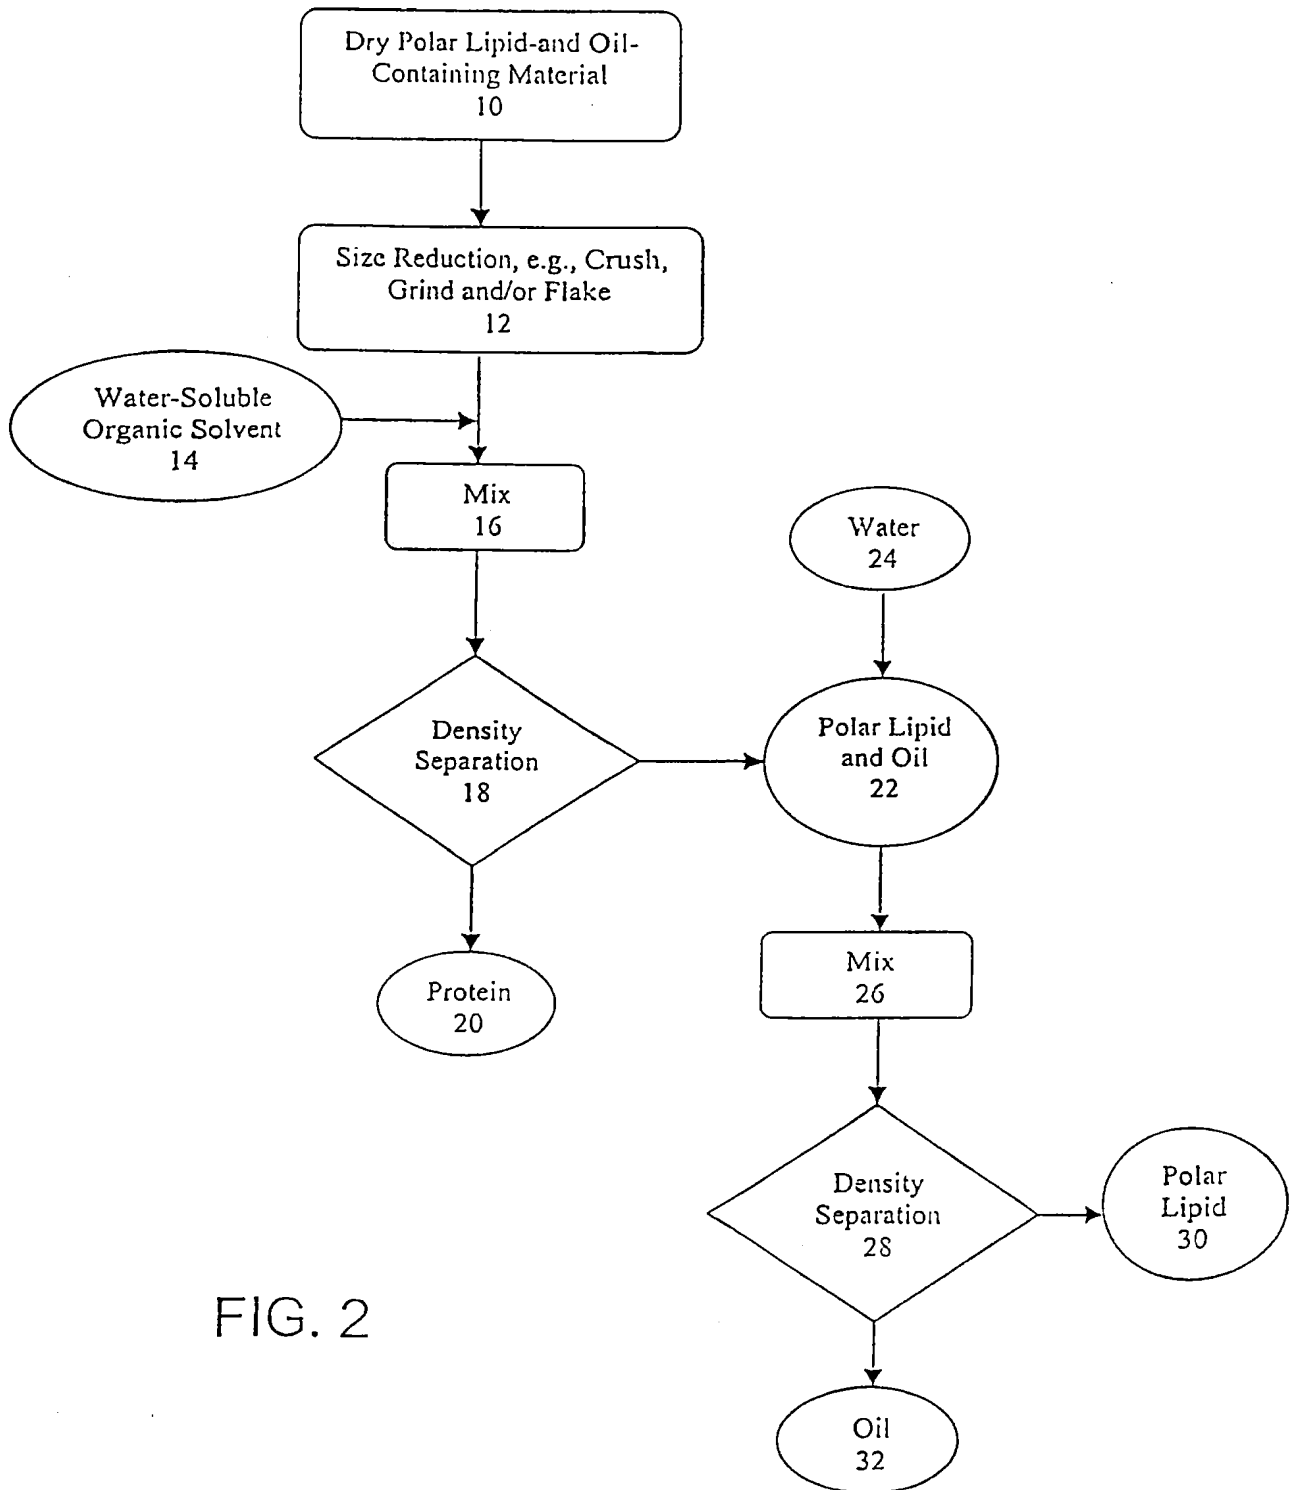 Dry Polar Lipid-and Oil-
Containing Material
10
Size Reduction, e.g., Crush,
Grind and/or Flake
12
Water-Soluble
Organic Solvent
14
Mix
16
Water
24
Density
Separation
18
Polar Lipid
and Oil
22
Protein
20
Mix
26
Density
Separation
28
Polar
Lipid
30
Oil
32
FIG. 2